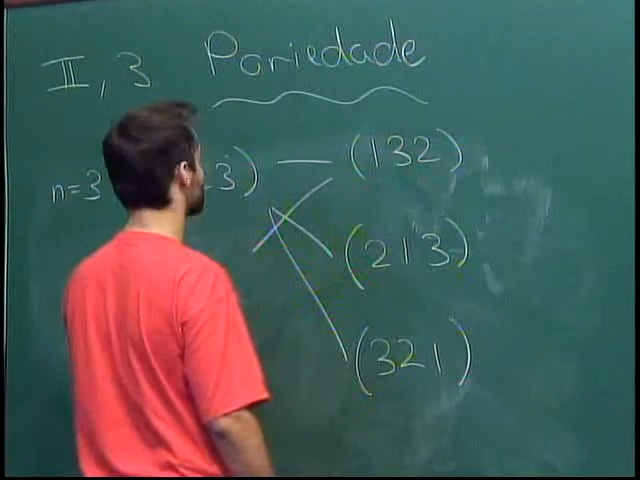 II, 3 Pariedade
n=3 3) — (132)
(213)
(321)